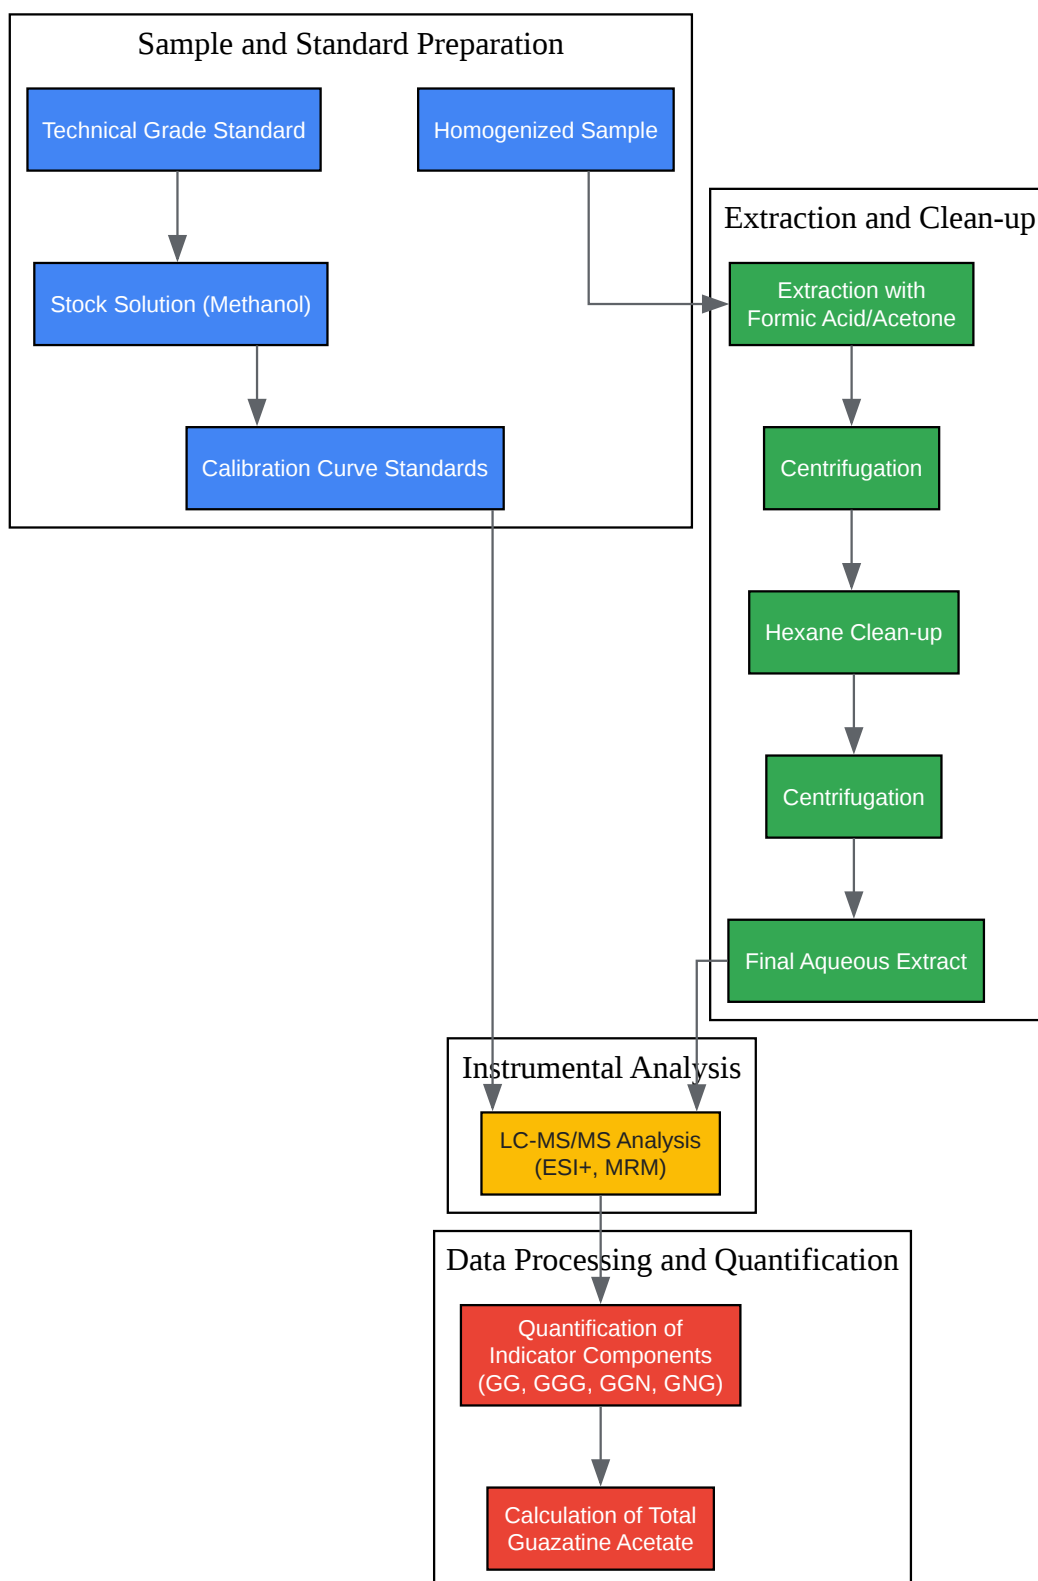 Sample and Standard Preparation
Technical Grade Standard
Homogenized Sample
Stock Solution (Methanol)
Calibration Curve Standards
Extraction and Clean-up
Extraction with
Formic Acid/Acetone
Centrifugation
Hexane Clean-up
Centrifugation
Final Aqueous Extract
Instrumental Analysis
LC-MS/MS Analysis
(ESI+, MRM)
Data Processing and Quantification
Quantification of
Indicator Components
(GG, GGG, GGN, GNG)
Calculation of Total
Guazatine Acetate